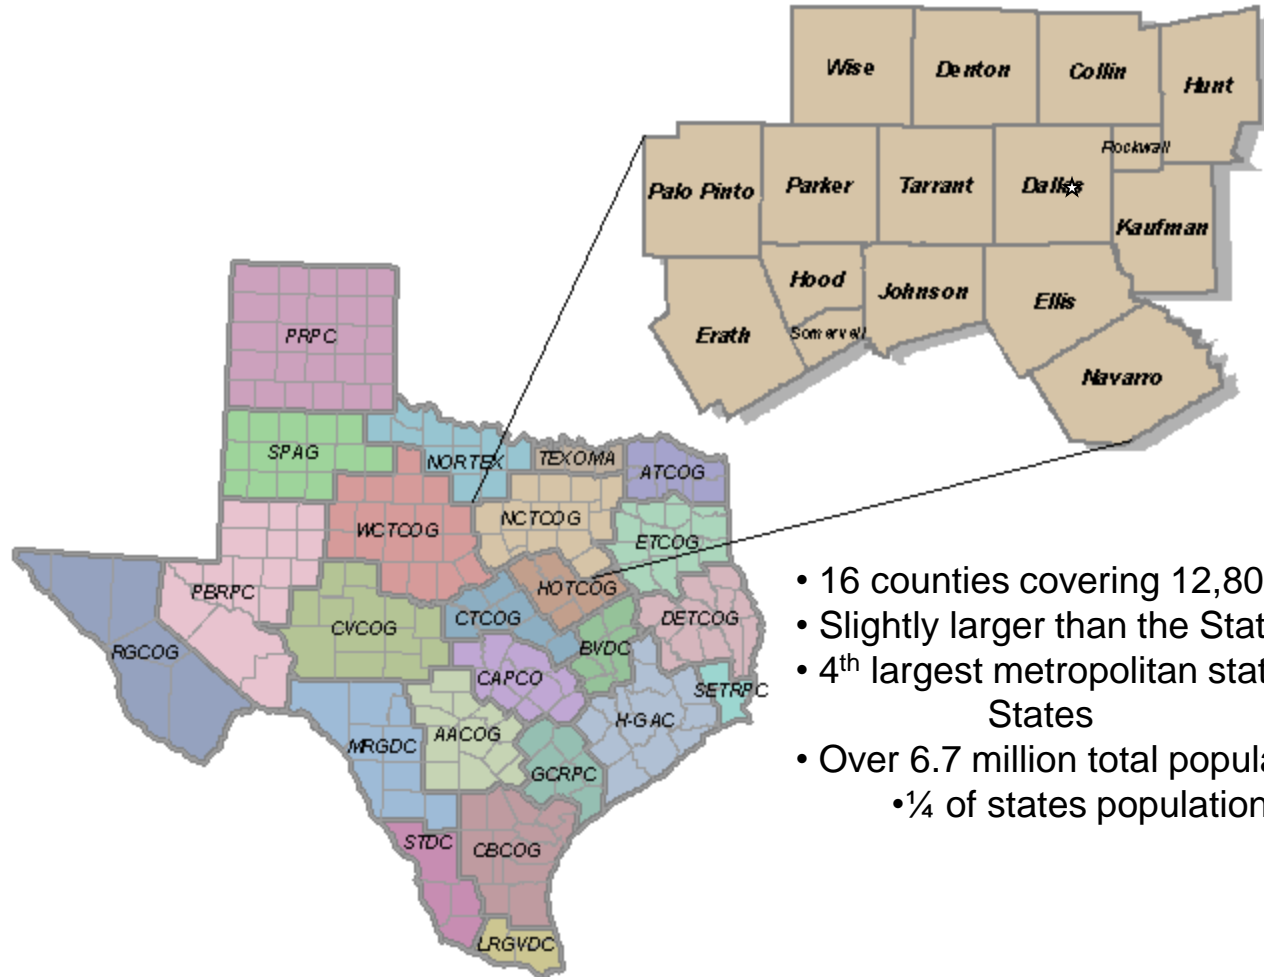 Wise
Denton
Collin
Hunt
Rockwall
Palo Pinto
Parker
Tarrant
Dallas
Kaufman
Hood
Johnson
Ellis
Erath
Somervell
Navarro
PRPC
SPAG
NORTEX
TEXOMA
ATCOG
WCTCOG
NCTCOG
ETCOG
PBRPC
HOTCOG
CVCOG
CTCOG
DETCOG
RGCOG
BVDC
CAPCO
SETRPC
H-GAC
AACOG
MRGDC
GCRPC
STDC
CBCOG
LRGVDC
• 16 counties covering 12,80
• Slightly larger than the Stat
• 4th largest metropolitan stat
States
• Over 6.7 million total popula
•¼ of states population